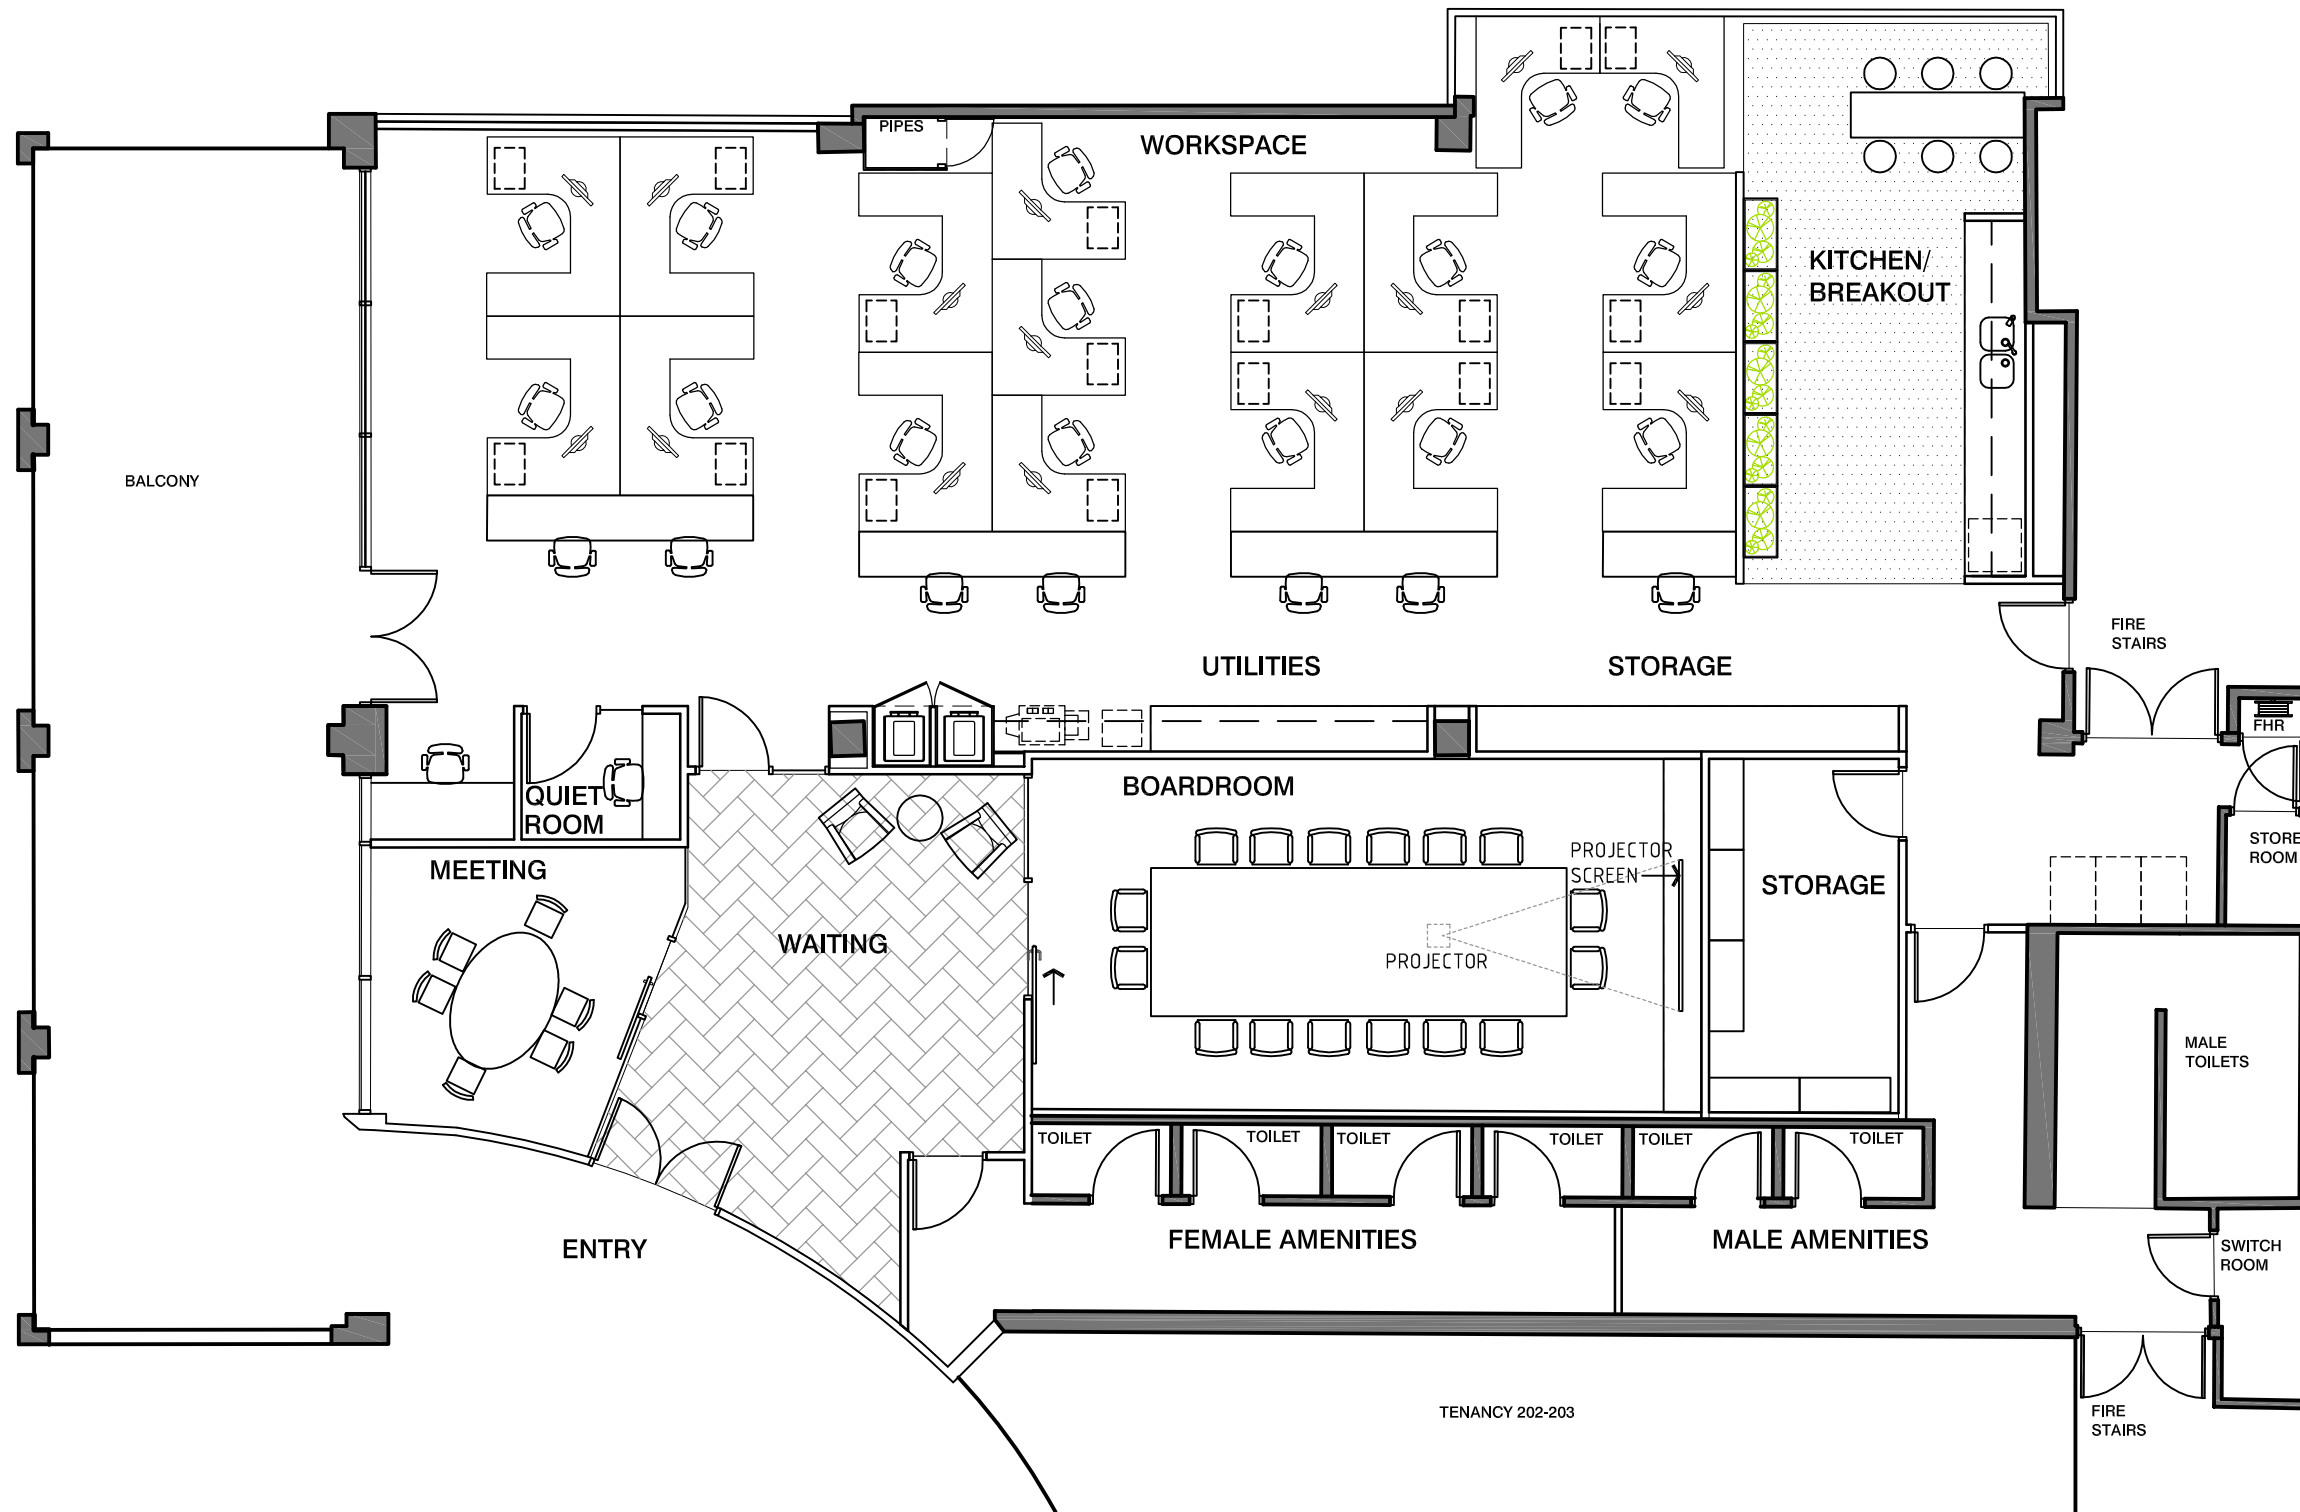 PIPES
WORKSPACE
KITCHEN/
BREAKOUT
BALCONY
FIRE
STAIRS
UTILITIES
STORAGE
FHR
QUIET
ROOM
BOARDROOM
STORE
ROOM
MEETING
PROJECTOR
SCREEN
STORAGE
WAITING
PROJECTOR
MALE
TOILETS
TOILET
TOILET
TOILET
TOILET
TOILET
TOILET
ENTRY
FEMALE AMENITIES
MALE AMENITIES
SWITCH
ROOM
TENANCY 202-203
FIRE
STAIRS